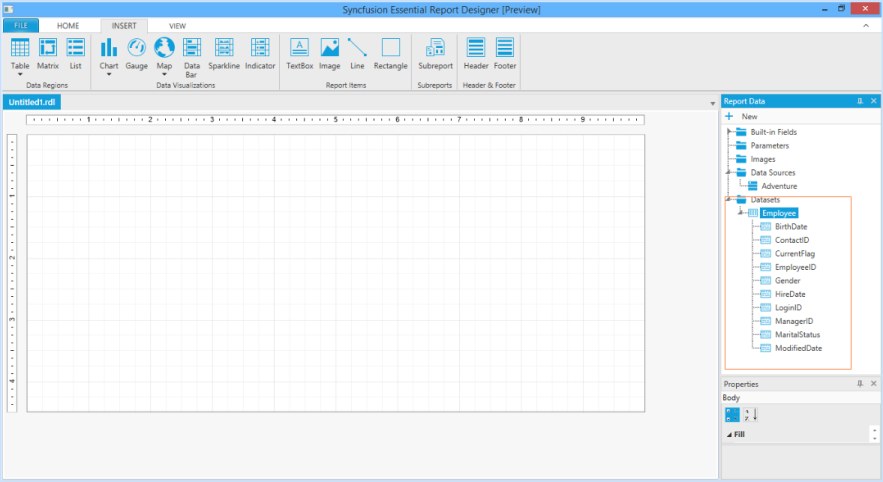 Syncfusion Essential Report Designer [Preview]
FILE HOME INSERT VIEW
Table Matrix List Chart Gauge Map Data Bar Sparkline Indicator TextBox Image Line Rectangle Subreport Header Footer
Data Regions Data Visualizations Report Items Subreports Header & Footer
Untitled1.rdl
1 2 3 4 5 6 7 8 9
1
2
3
4
Report Data
New
Built-in Fields
Parameters
Images
Data Sources
Adventure
Datasets
Employee
BirthDate
ContactID
CurrentFlag
EmployeeID
Gender
HireDate
LoginID
ManagerID
MaritalStatus
ModifiedDate
Properties
Body
Fill